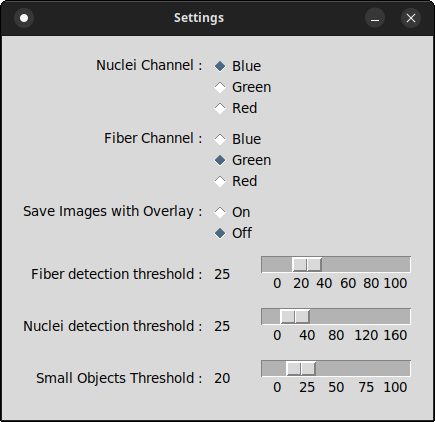 Settings
Nuclei Channel : Blue
Green
Red
Fiber Channel : Blue
Green
Red
Save Images with Overlay : On
Off
Fiber detection threshold : 25
0 20 40 60 80 100
Nuclei detection threshold : 25
0 40 80 120 160
Small Objects Threshold : 20
0 25 50 75 100